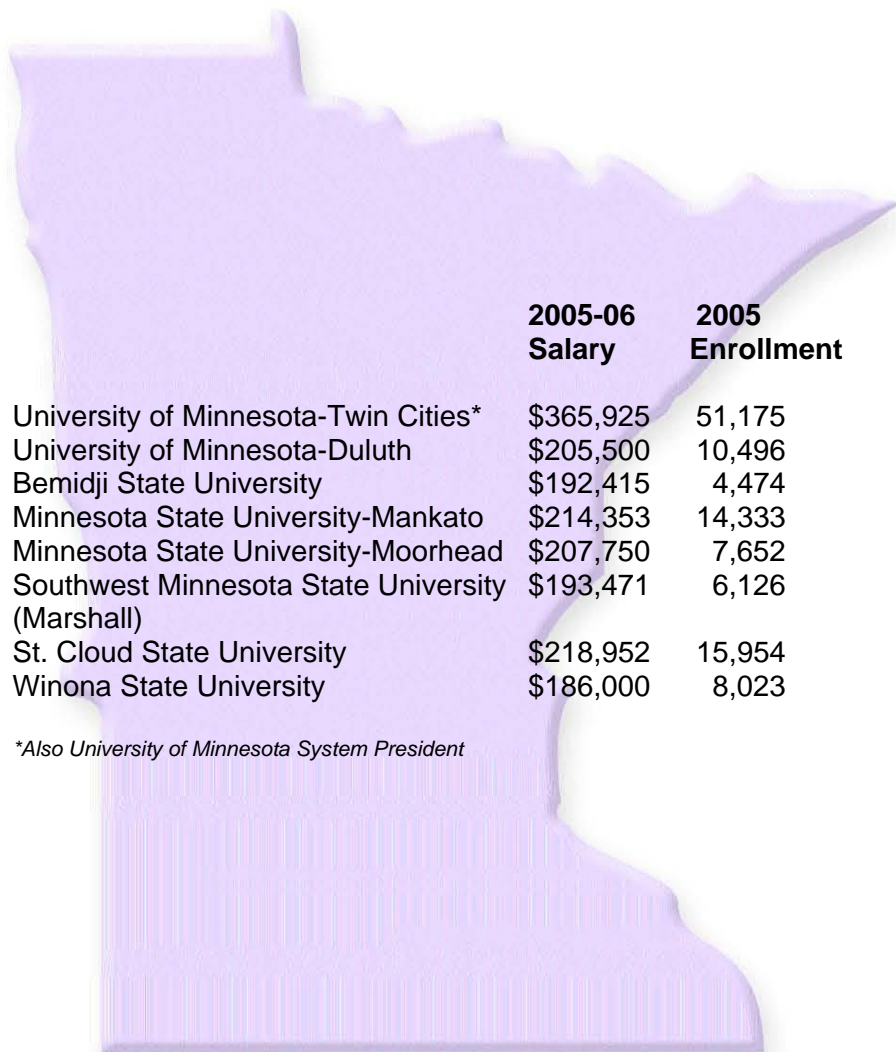 2005-06 2005
Salary Enrollment
University of Minnesota-Twin Cities* $365,925 51,175
University of Minnesota-Duluth $205,500 10,496
Bemidji State University $192,415 4,474
Minnesota State University-Mankato $214,353 14,333
Minnesota State University-Moorhead $207,750 7,652
Southwest Minnesota State University $193,471 6,126
(Marshall)
St. Cloud State University $218,952 15,954
Winona State University $186,000 8,023
*Also University of Minnesota System President